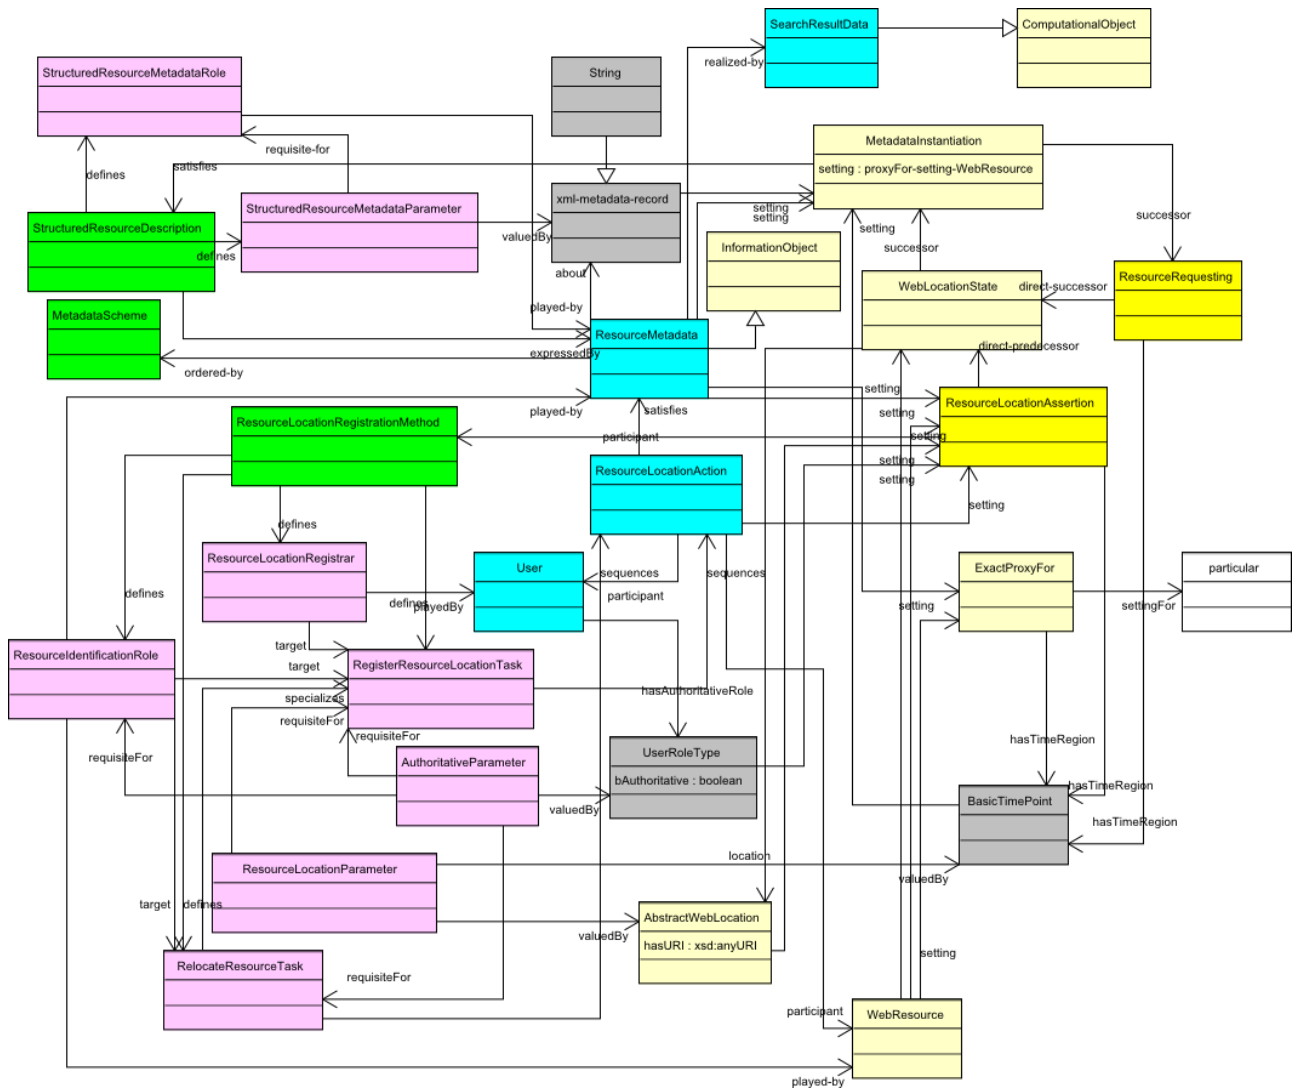 SearchResultData
ComputationalObject
realized-by
StructuredResourceMetadataRole
String
requisite-for
satisfies
defines
MetadataInstantiation
setting : proxyFor-setting-WebResource
StructuredResourceMetadataParameter
xml-metadata-record
setting
setting
successor
StructuredResourceDescription
valuedBy
setting
defines
InformationObject
successor
about
WebLocationState
direct-successor
ResourceRequesting
played-by
MetadataScheme
ResourceMetadata
expressedBy
direct-predecessor
ordered-by
setting
played-by
satisfies
setting
ResourceLocationAssertion
ResourceLocationRegistrationMethod
participant
setting
setting
setting
ResourceLocationAction
setting
defines
ResourceLocationRegistrar
User
sequences
sequences
ExactProxyFor
particular
defines
defines
playedBy
participant
setting
settingFor
target
ResourceIdentificationRole
target
RegisterResourceLocationTask
specializes
hasAuthoritativeRole
requisiteFor
requisiteFor
requisiteFor
AuthoritativeParameter
UserRoleType
bAuthoritative : boolean
hasTimeRegion
hasTimeRegion
BasicTimePoint
valuedBy
hasTimeRegion
location
ResourceLocationParameter
valuedBy
target
defines
AbstractWebLocation
hasURI : xsd:anyURI
valuedBy
setting
RelocateResourceTask
requisiteFor
participant
WebResource
played-by